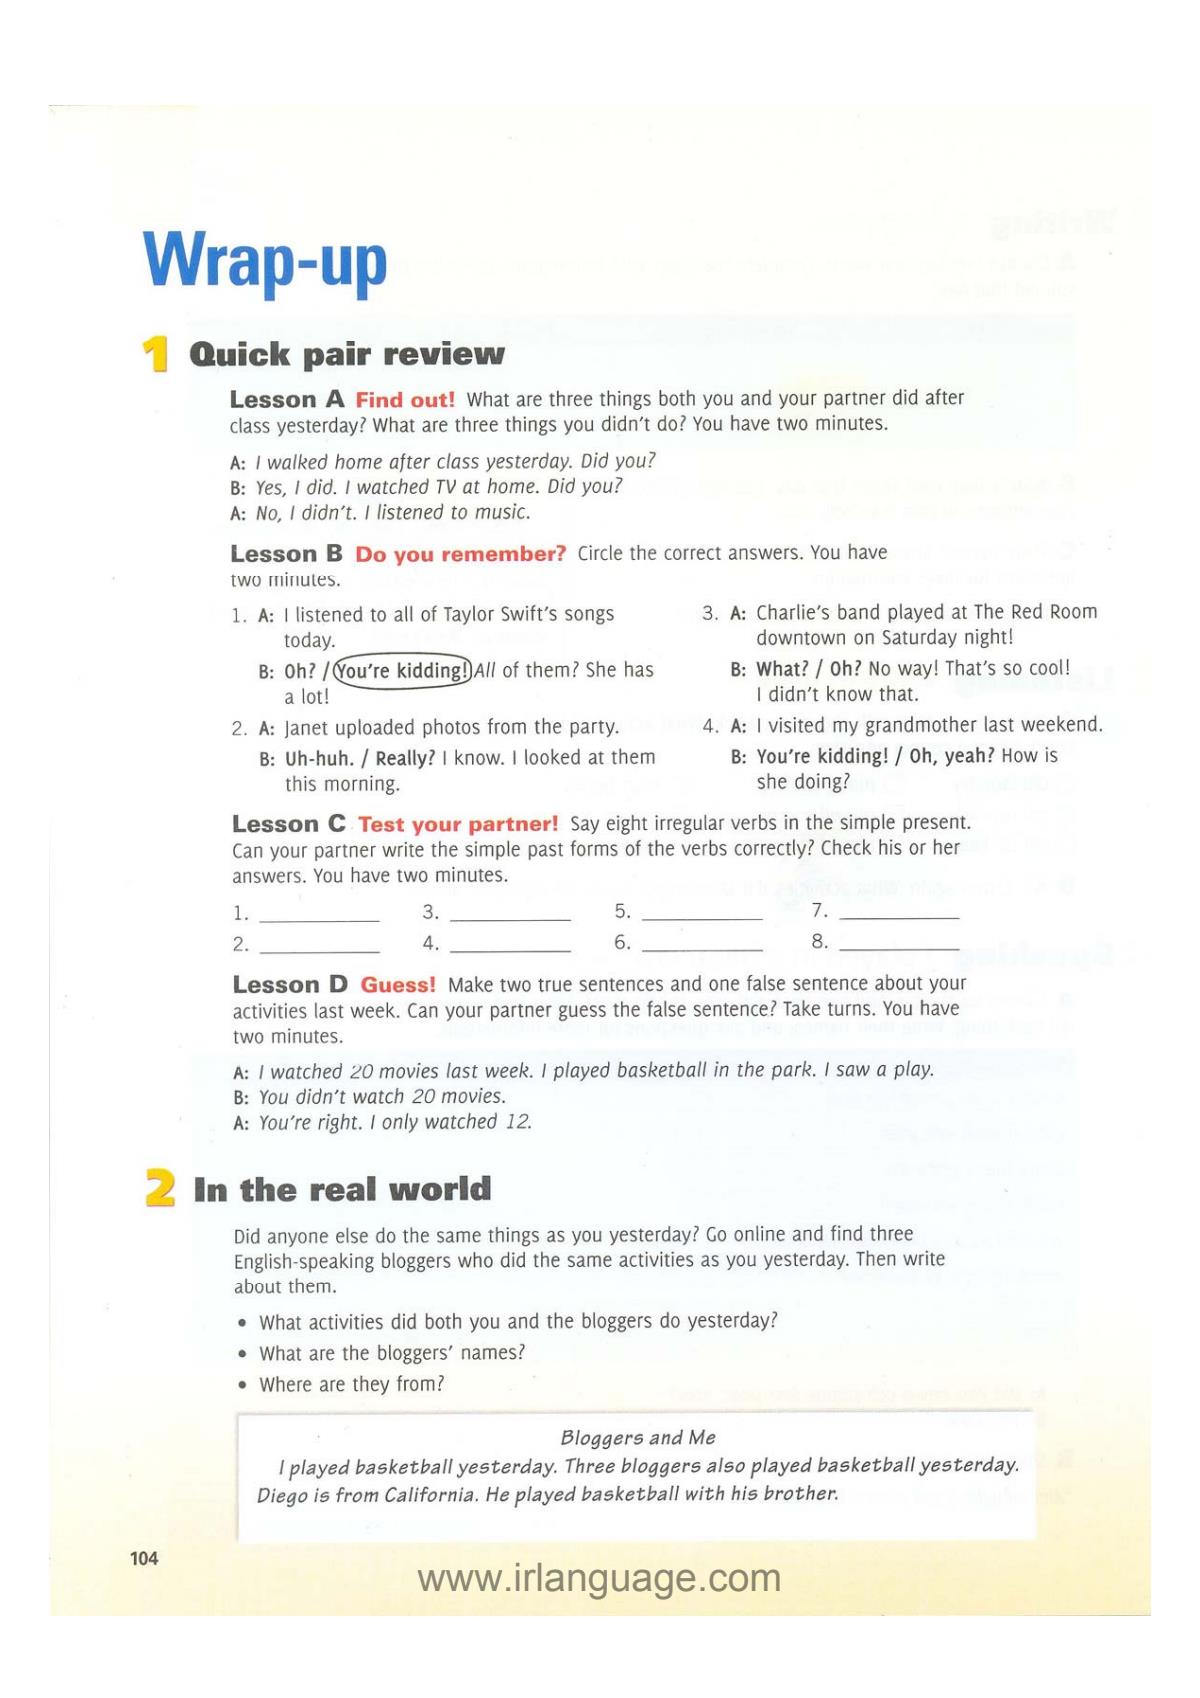 Wrap-up
1 Quick pair review
Lesson A Find out! What are three things both you and your partner did after
class yesterday? What are three things you didn't do? You have two minutes.
A: I walked home after class yesterday. Did you?
B: Yes, I did. I watched TV at home. Did you?
A: No, I didn't. I listened to music.
Lesson B Do you remember? Circle the correct answers. You have
two minutes.
1. A: I listened to all of Taylor Swift's songs
today.
B: Oh? / You're kidding! All of them? She has
a lot!
2. A: Janet uploaded photos from the party.
B: Uh-huh. / Really? I know. I looked at them
this morning.
3. A: Charlie's band played at The Red Room
downtown on Saturday night!
B: What? / Oh? No way! That's so cool!
I didn't know that.
4. A: I visited my grandmother last weekend.
B: You're kidding! / Oh, yeah? How is
she doing?
Lesson C Test your partner! Say eight irregular verbs in the simple present.
Can your partner write the simple past forms of the verbs correctly? Check his or her
answers. You have two minutes.
1. ____________ 3. ____________ 5. ____________ 7. ____________
2. ____________ 4. ____________ 6. ____________ 8. ____________
Lesson D Guess! Make two true sentences and one false sentence about your
activities last week. Can your partner guess the false sentence? Take turns. You have
two minutes.
A: I watched 20 movies last week. I played basketball in the park. I saw a play.
B: You didn't watch 20 movies.
A: You're right. I only watched 12.
2 In the real world
Did anyone else do the same things as you yesterday? Go online and find three
English-speaking bloggers who did the same activities as you yesterday. Then write
about them.
• What activities did both you and the bloggers do yesterday?
• What are the bloggers' names?
• Where are they from?
Bloggers and Me
I played basketball yesterday. Three bloggers also played basketball yesterday.
Diego is from California. He played basketball with his brother.
104
www.irlanguage.com